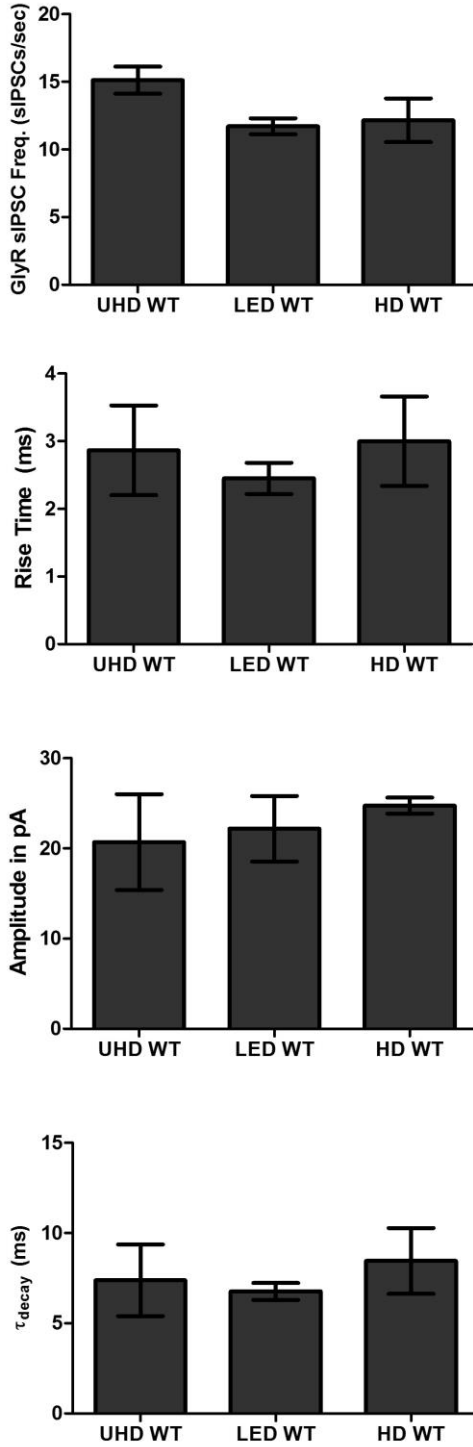 GlyR sIPSC Freq. (sIPSCs/sec)
20
15
10
5
0
UHD WT LED WT HD WT
Rise Time (ms)
4
3
2
1
0
UHD WT LED WT HD WT
Amplitude in pA
30
20
10
0
UHD WT LED WT HD WT
τdecay (ms)
15
10
5
0
UHD WT LED WT HD WT